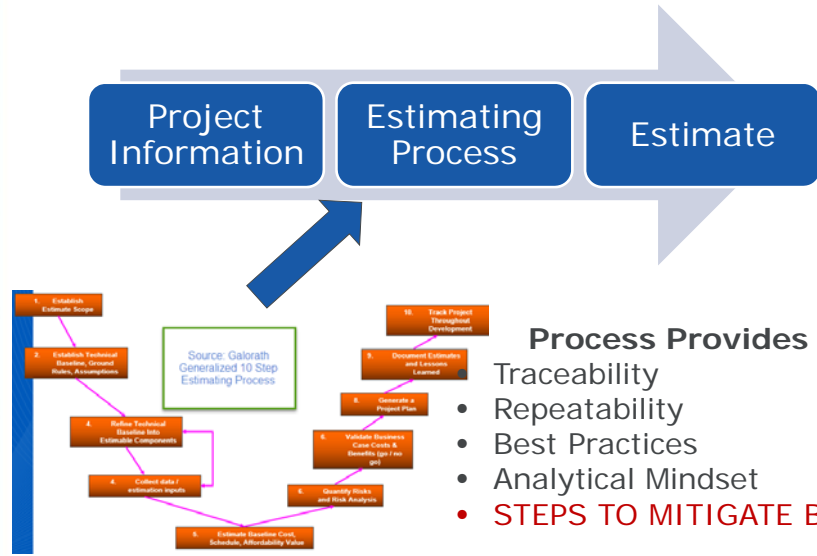 Project
Information
Estimating
Process
Estimate
1. Establish
Estimate Scope
2. Establish Technical
Baseline, Ground
Rules, Assumptions
4. Refine Technical
Baseline Into
Estimable Components
4. Collect data /
estimation inputs
5. Estimate Baseline Cost,
Schedule, Affordability Value
6. Quantify Risks
and Risk Analysis
6. Validate Business
Case Costs &
Benefits (go / no
go)
8. Generate a
Project Plan
9. Document Estimates
and Lessons
Learned
10. Track Project
Throughout
Development
Source: Galorath
Generalized 10 Step
Estimating Process
Process Provides
• Traceability
• Repeatability
• Best Practices
• Analytical Mindset
• STEPS TO MITIGATE B